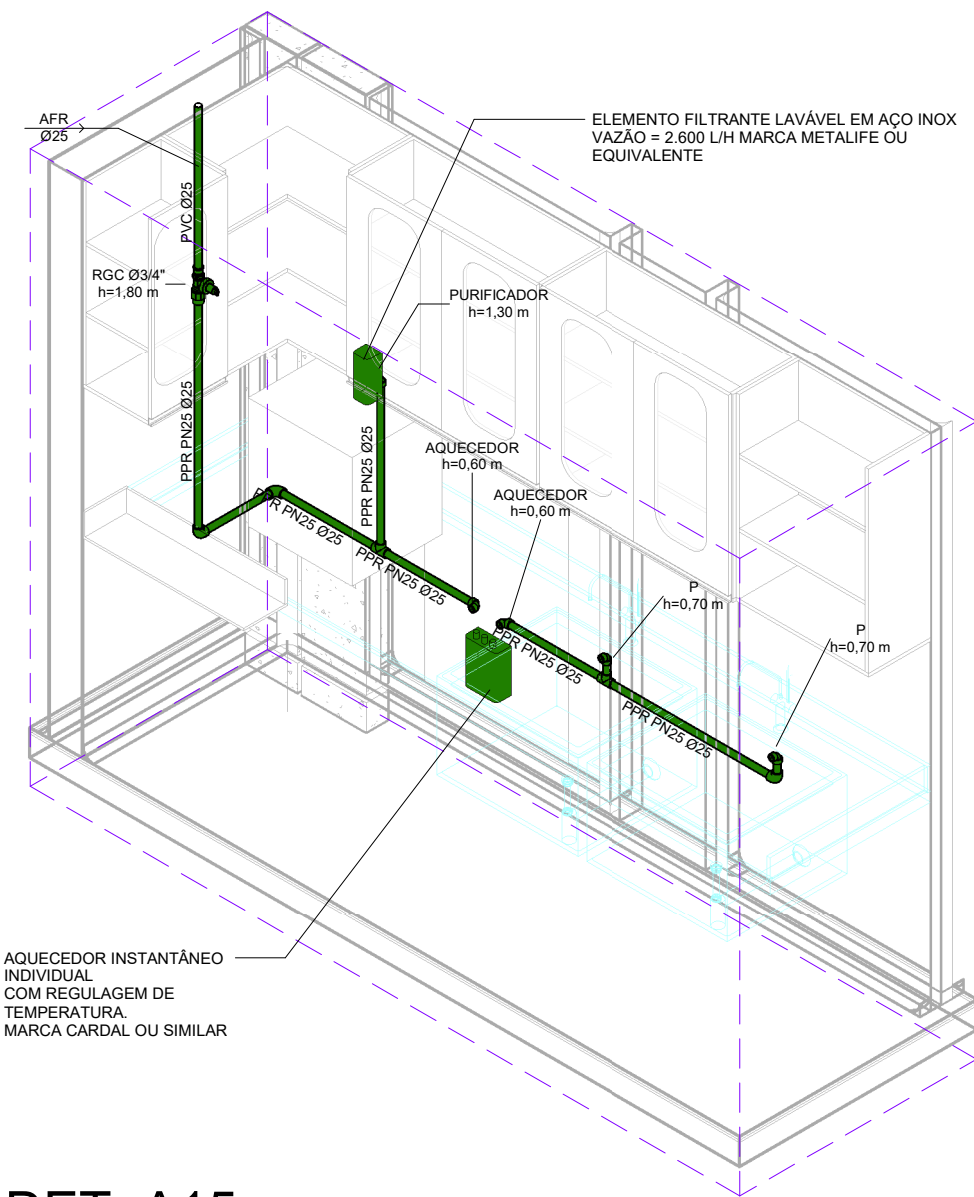 AFR
Ø25
ELEMENTO FILTRANTE LAVÁVEL EM AÇO INOX
VAZÃO = 2.600 L/H MARCA METALIFE OU
EQUIVALENTE
PVC Ø25
RGC Ø3/4"
h=1,80 m
PURIFICADOR
h=1,30 m
PPR PN25 Ø25
PPR PN25 Ø25
AQUECEDOR
h=0,60 m
AQUECEDOR
h=0,60 m
PPR PN25 Ø25
PPR PN25 Ø25
P
h=0,70 m
P
h=0,70 m
PPR PN25 Ø25
PPR PN25 Ø25
AQUECEDOR INSTANTÂNEO
INDIVIDUAL
COM REGULAGEM DE
TEMPERATURA.
MARCA CARDAL OU SIMILAR